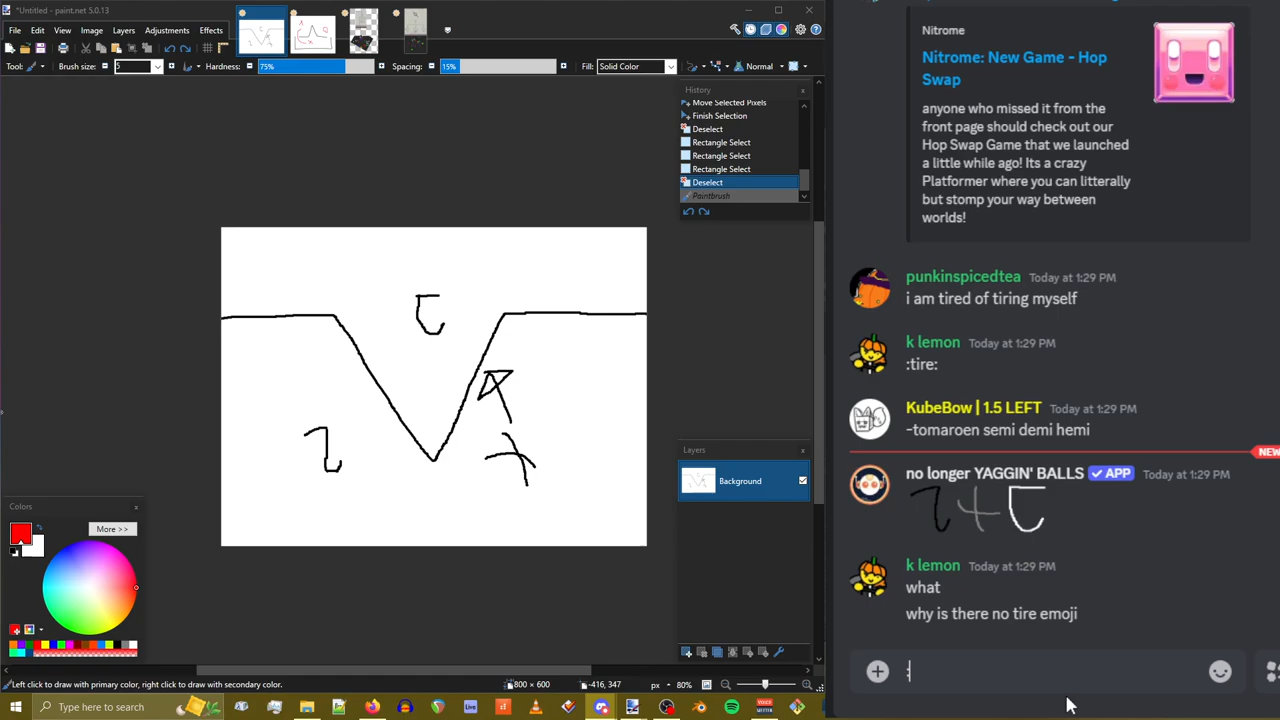 *Untitled - paint.net 5.0.13
File Edit View Image Layers Adjustments Effects
Tool: Brush size: 5 Hardness: 75% Spacing: 15% Fill: Solid Color Normal
History
Move Selected Pixels
Finish Selection
Deselect
Rectangle Select
Rectangle Select
Rectangle Select
Deselect
Paintbrush
Layers
Background
Colors
More >>
Left click to draw with primary color, right click to draw with secondary color.
800 × 600
-416, 347
px
80%
Type here to search
Live
Nitrome
Nitrome: New Game - Hop
Swap
anyone who missed it from the
front page should check out our
Hop Swap Game that we launched
a little while ago! Its a crazy
Platformer where you can litterally
but stomp your way between
worlds!
punkinspicedtea Today at 1:29 PM
i am tired of tiring myself
k lemon Today at 1:29 PM
:tire:
KubeBow | 1.5 LEFT Today at 1:29 PM
-tomaroen semi demi hemi
NEW
no longer YAGGIN' BALLS ✓ APP Today at 1:29 PM
k lemon Today at 1:29 PM
what
why is there no tire emoji
: